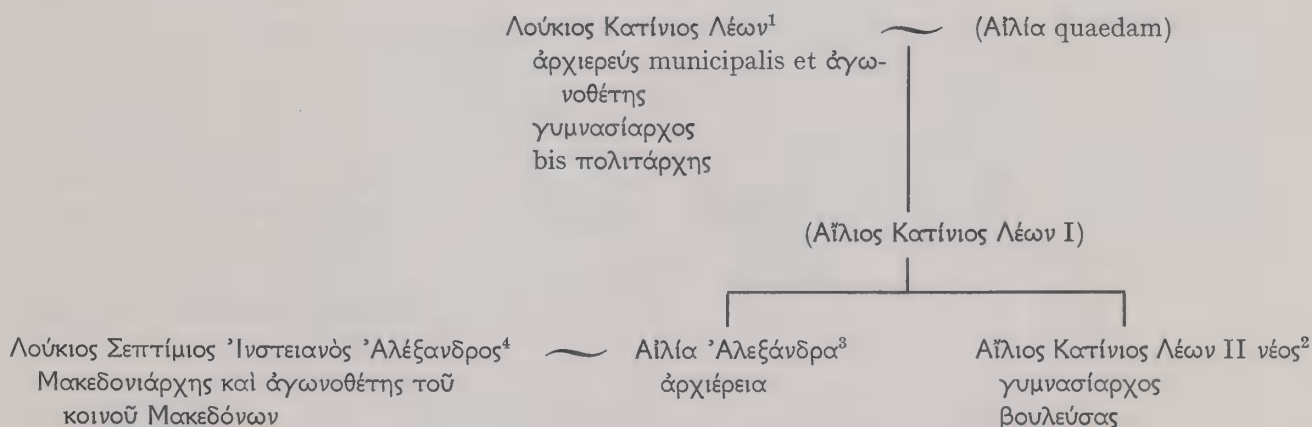 Λούκιος Κατίνιος Λέων¹ ~ (Αἰλία quaedam)
ἀρχιερεύς municipalis et ἀγω-
νοθέτης
γυμνασίαρχος
bis πολιτάρχης
(Αἴλιος Κατίνιος Λέων I)
Λούκιος Σεπτίμιος Ἰνστειανὸς Ἀλέξανδρος⁴ ~ Αἰλία Ἀλεξάνδρα³ Αἴλιος Κατίνιος Λέων II νέος²
Μακεδονιάρχης καὶ ἀγωνοθέτης τοῦ ἀρχιέρεια γυμνασίαρχος
κοινοῦ Μακεδόνων βουλεύσας